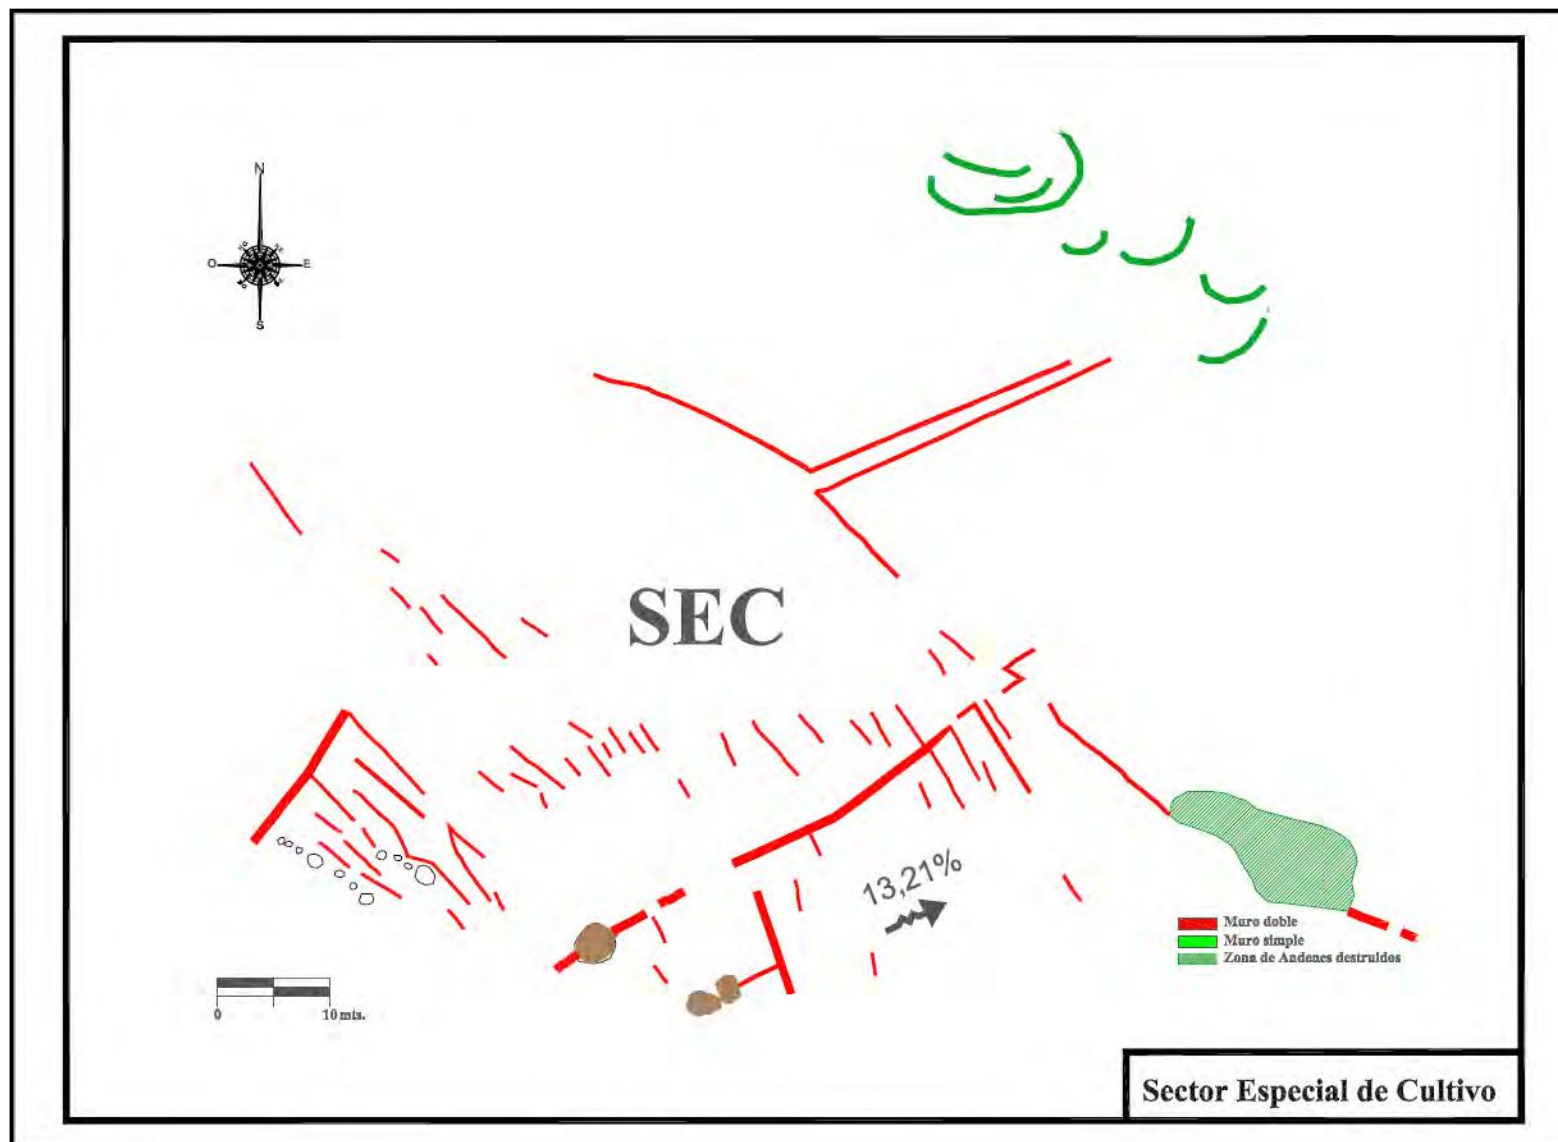 N
O
E
S
SEC
13,21%
Muro doble
Muro simple
Zona de Andenes destruidos
0
10 mts.
Sector Especial de Cultivo